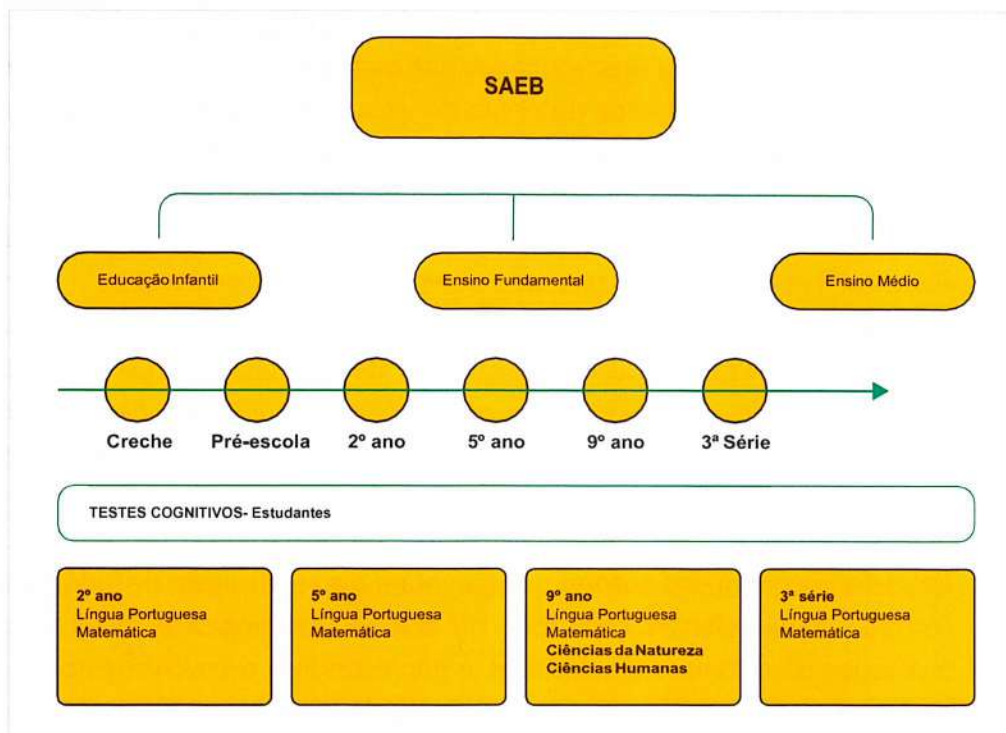 SAEB
Educação Infantil
Ensino Fundamental
Ensino Médio
Creche
Pré-escola
2º ano
5º ano
9º ano
3ª Série
TESTES COGNITIVOS- Estudantes
2º ano
Língua Portuguesa
Matemática
5º ano
Língua Portuguesa
Matemática
9º ano
Língua Portuguesa
Matemática
Ciências da Natureza
Ciências Humanas
3ª série
Língua Portuguesa
Matemática